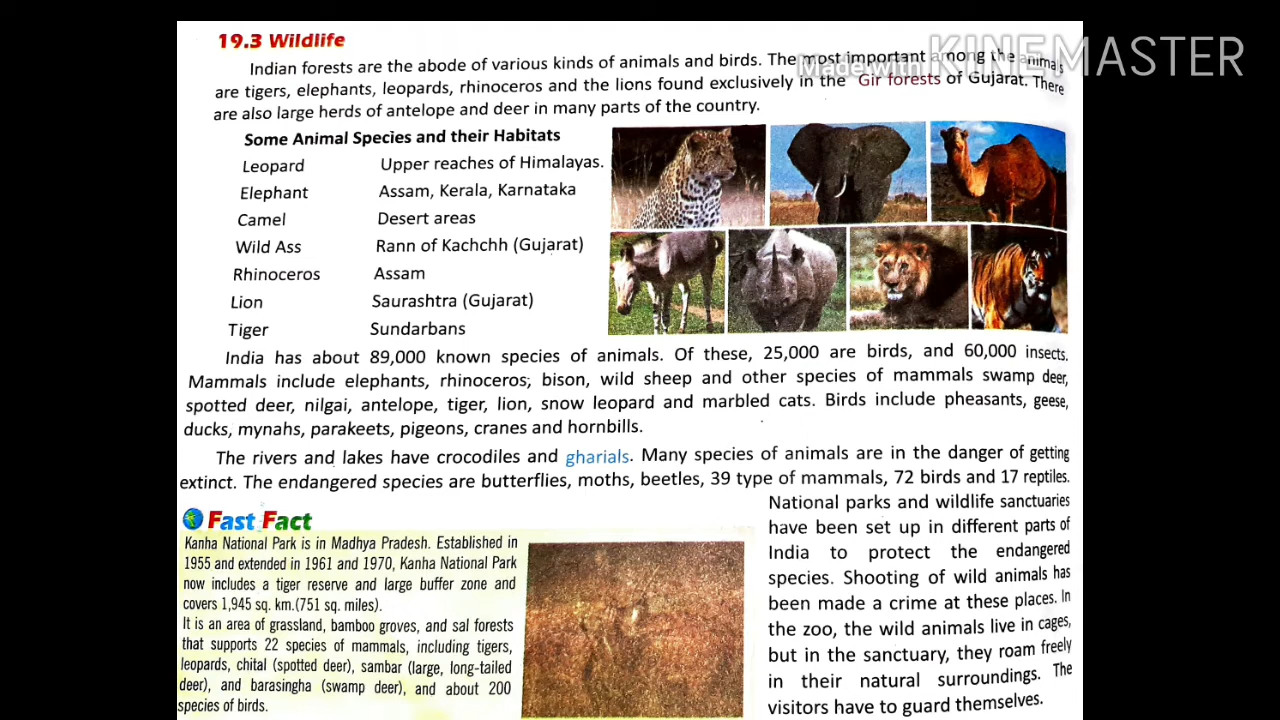 19.3 Wildlife
Made with KINEMASTER
Indian forests are the abode of various kinds of animals and birds. The most important among the animals
are tigers, elephants, leopards, rhinoceros and the lions found exclusively in the Gir forests of Gujarat. There
are also large herds of antelope and deer in many parts of the country.
Some Animal Species and their Habitats
Leopard Upper reaches of Himalayas.
Elephant Assam, Kerala, Karnataka
Camel Desert areas
Wild Ass Rann of Kachchh (Gujarat)
Rhinoceros Assam
Lion Saurashtra (Gujarat)
Tiger Sundarbans
India has about 89,000 known species of animals. Of these, 25,000 are birds, and 60,000 insects.
Mammals include elephants, rhinoceros, bison, wild sheep and other species of mammals swamp deer,
spotted deer, nilgai, antelope, tiger, lion, snow leopard and marbled cats. Birds include pheasants, geese,
ducks, mynahs, parakeets, pigeons, cranes and hornbills.
The rivers and lakes have crocodiles and gharials. Many species of animals are in the danger of getting
extinct. The endangered species are butterflies, moths, beetles, 39 type of mammals, 72 birds and 17 reptiles.
National parks and wildlife sanctuaries
have been set up in different parts of
India to protect the endangered
species. Shooting of wild animals has
been made a crime at these places. In
the zoo, the wild animals live in cages,
but in the sanctuary, they roam freely
in their natural surroundings. The
visitors have to guard themselves.
Fast Fact
Kanha National Park is in Madhya Pradesh. Established in
1955 and extended in 1961 and 1970, Kanha National Park
now includes a tiger reserve and large buffer zone and
covers 1,945 sq. km.(751 sq. miles).
It is an area of grassland, bamboo groves, and sal forests
that supports 22 species of mammals, including tigers,
leopards, chital (spotted deer), sambar (large, long-tailed
deer), and barasingha (swamp deer), and about 200
species of birds.